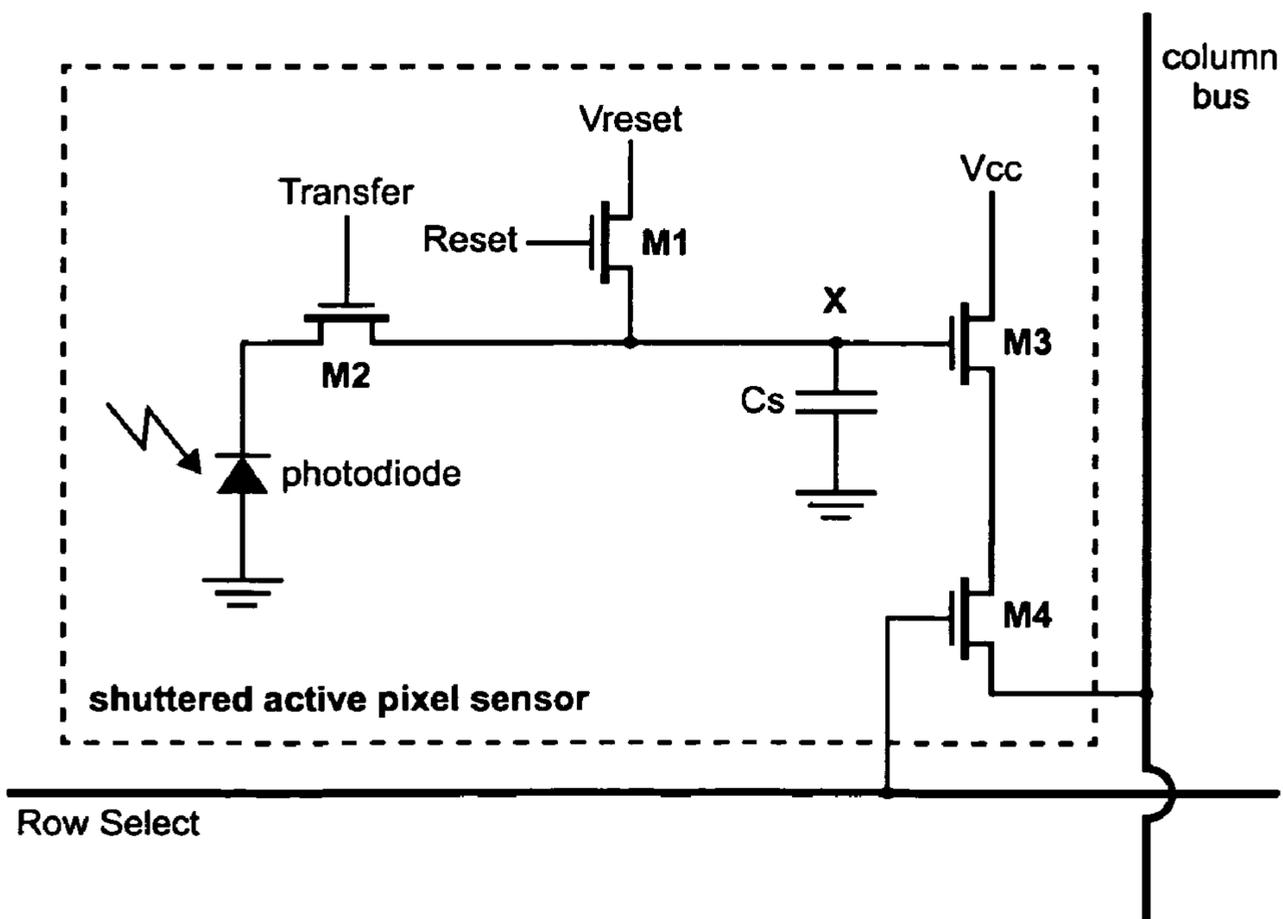 column
bus
Vreset
Vcc
Transfer
Reset
M1
X
M3
M2
Cs
photodiode
M4
shuttered active pixel sensor
Row Select